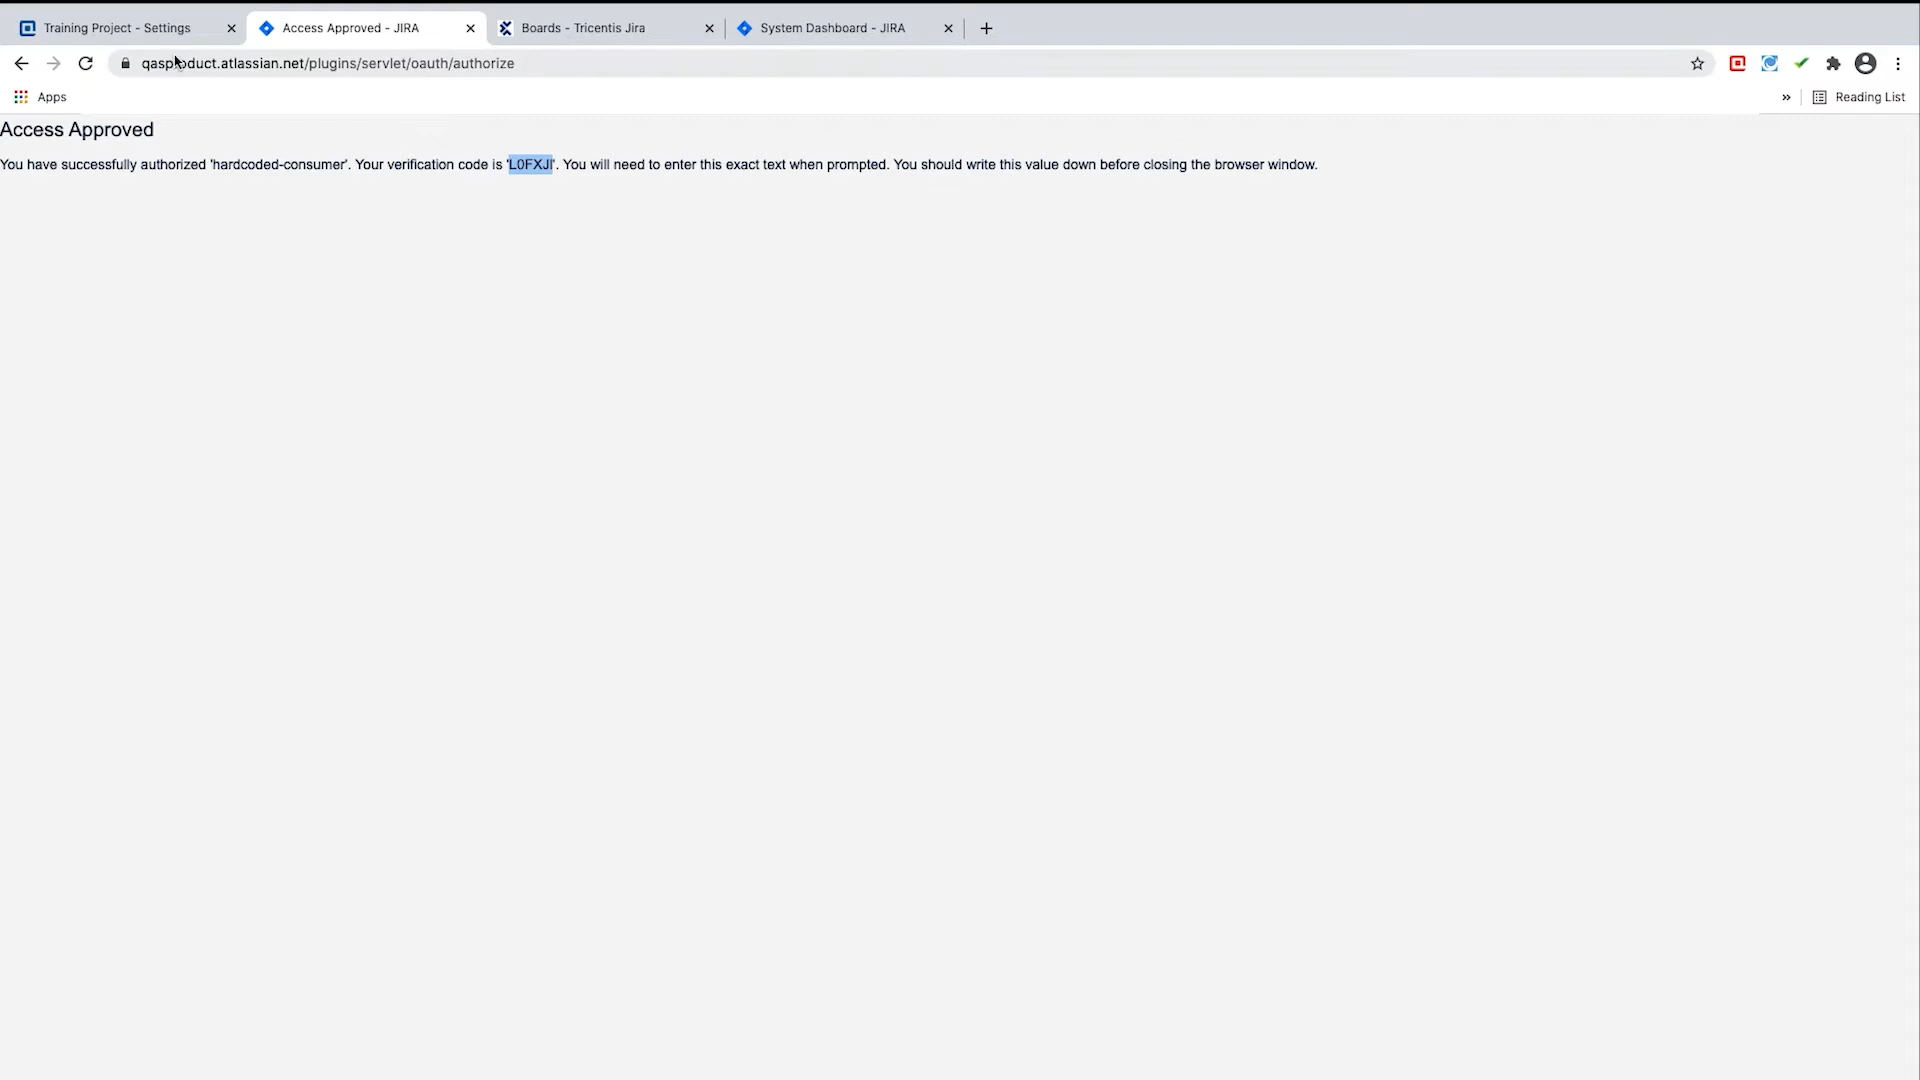 Training Project - Settings
Access Approved - JIRA
Boards - Tricentis Jira
System Dashboard - JIRA
qasproduct.atlassian.net/plugins/servlet/oauth/authorize
Apps
» Reading List
Access Approved
You have successfully authorized 'hardcoded-consumer'. Your verification code is 'L0FXJl'. You will need to enter this exact text when prompted. You should write this value down before closing the browser window.